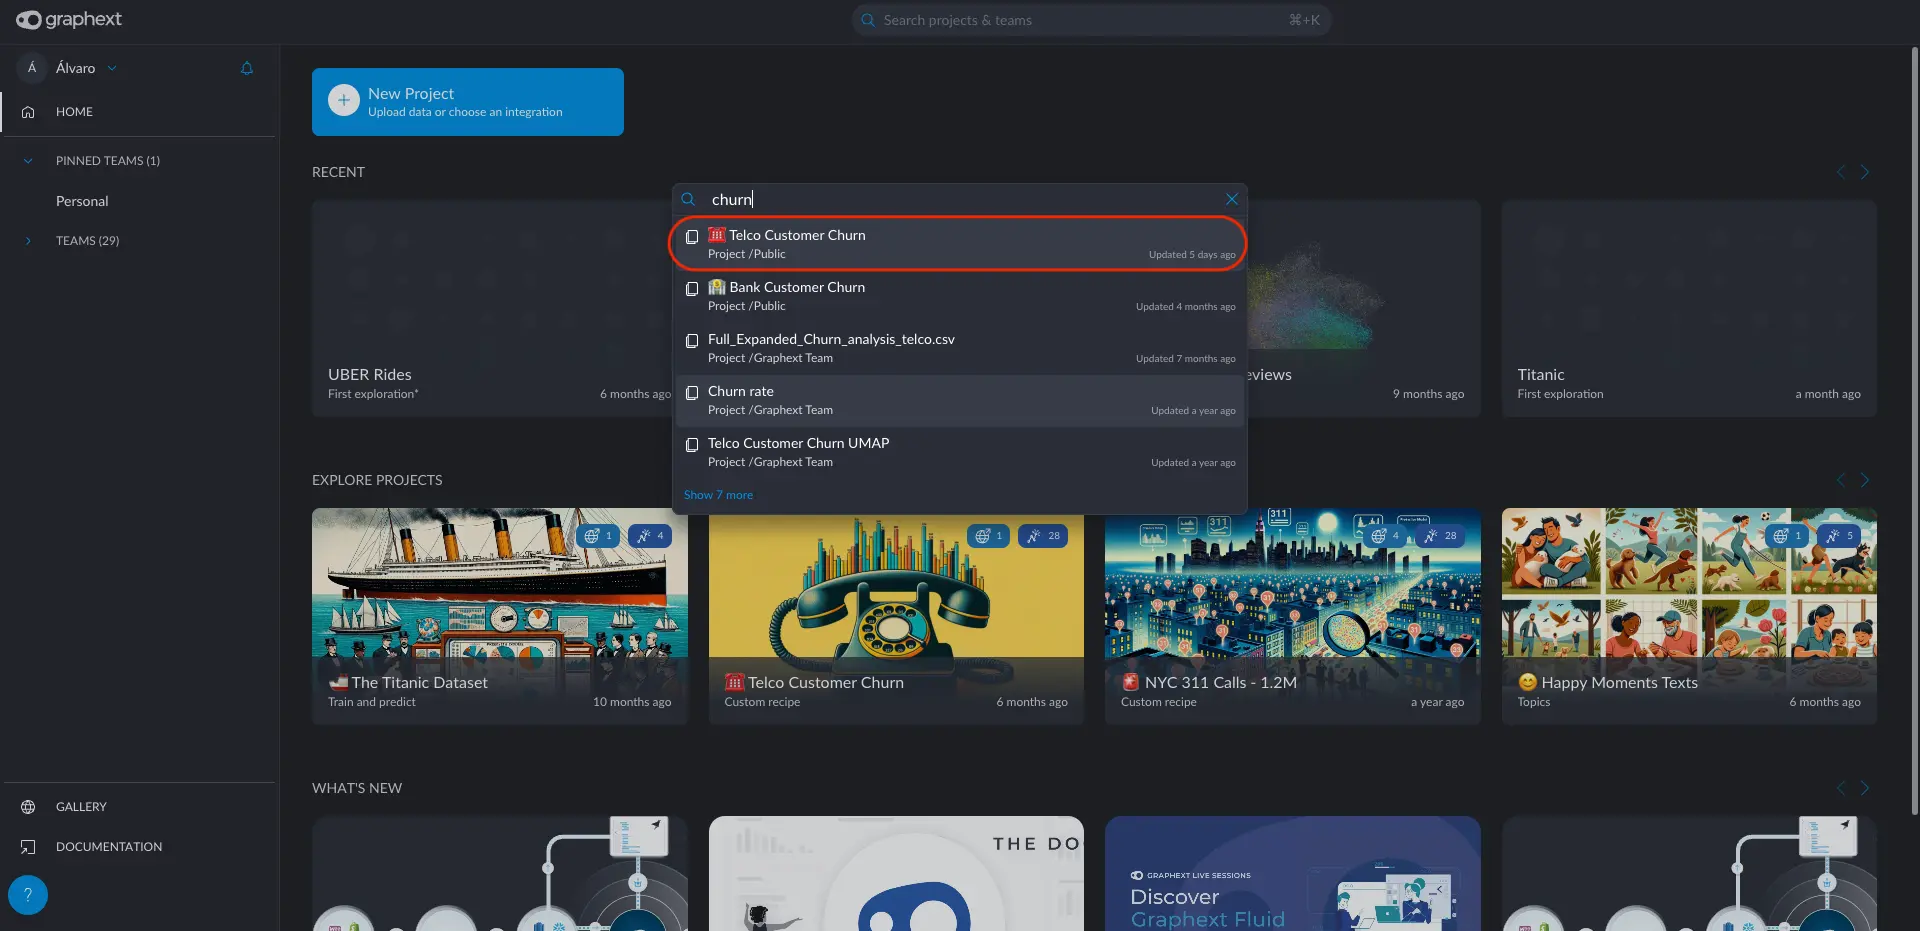 graphext
Search projects & teams
⌘+K
Á
Álvaro
HOME
PINNED TEAMS (1)
Personal
TEAMS (29)
GALLERY
DOCUMENTATION
?
New Project
Upload data or choose an integration
RECENT
UBER Rides
First exploration*
6 months ago
eviews
9 months ago
Titanic
First exploration
a month ago
churn
Telco Customer Churn
Project /Public
Updated 5 days ago
Bank Customer Churn
Project /Public
Updated 4 months ago
Full_Expanded_Churn_analysis_telco.csv
Project /Graphext Team
Updated 7 months ago
Churn rate
Project /Graphext Team
Updated a year ago
Telco Customer Churn UMAP
Project /Graphext Team
Updated a year ago
Show 7 more
EXPLORE PROJECTS
1
4
The Titanic Dataset
Train and predict
10 months ago
1
28
Telco Customer Churn
Custom recipe
6 months ago
311
311
4
28
NYC 311 Calls - 1.2M
Custom recipe
a year ago
1
5
Happy Moments Texts
Topics
6 months ago
WHAT'S NEW
THE DO
GRAPHEXT LIVE SESSIONS
Discover
Graphext Fluid